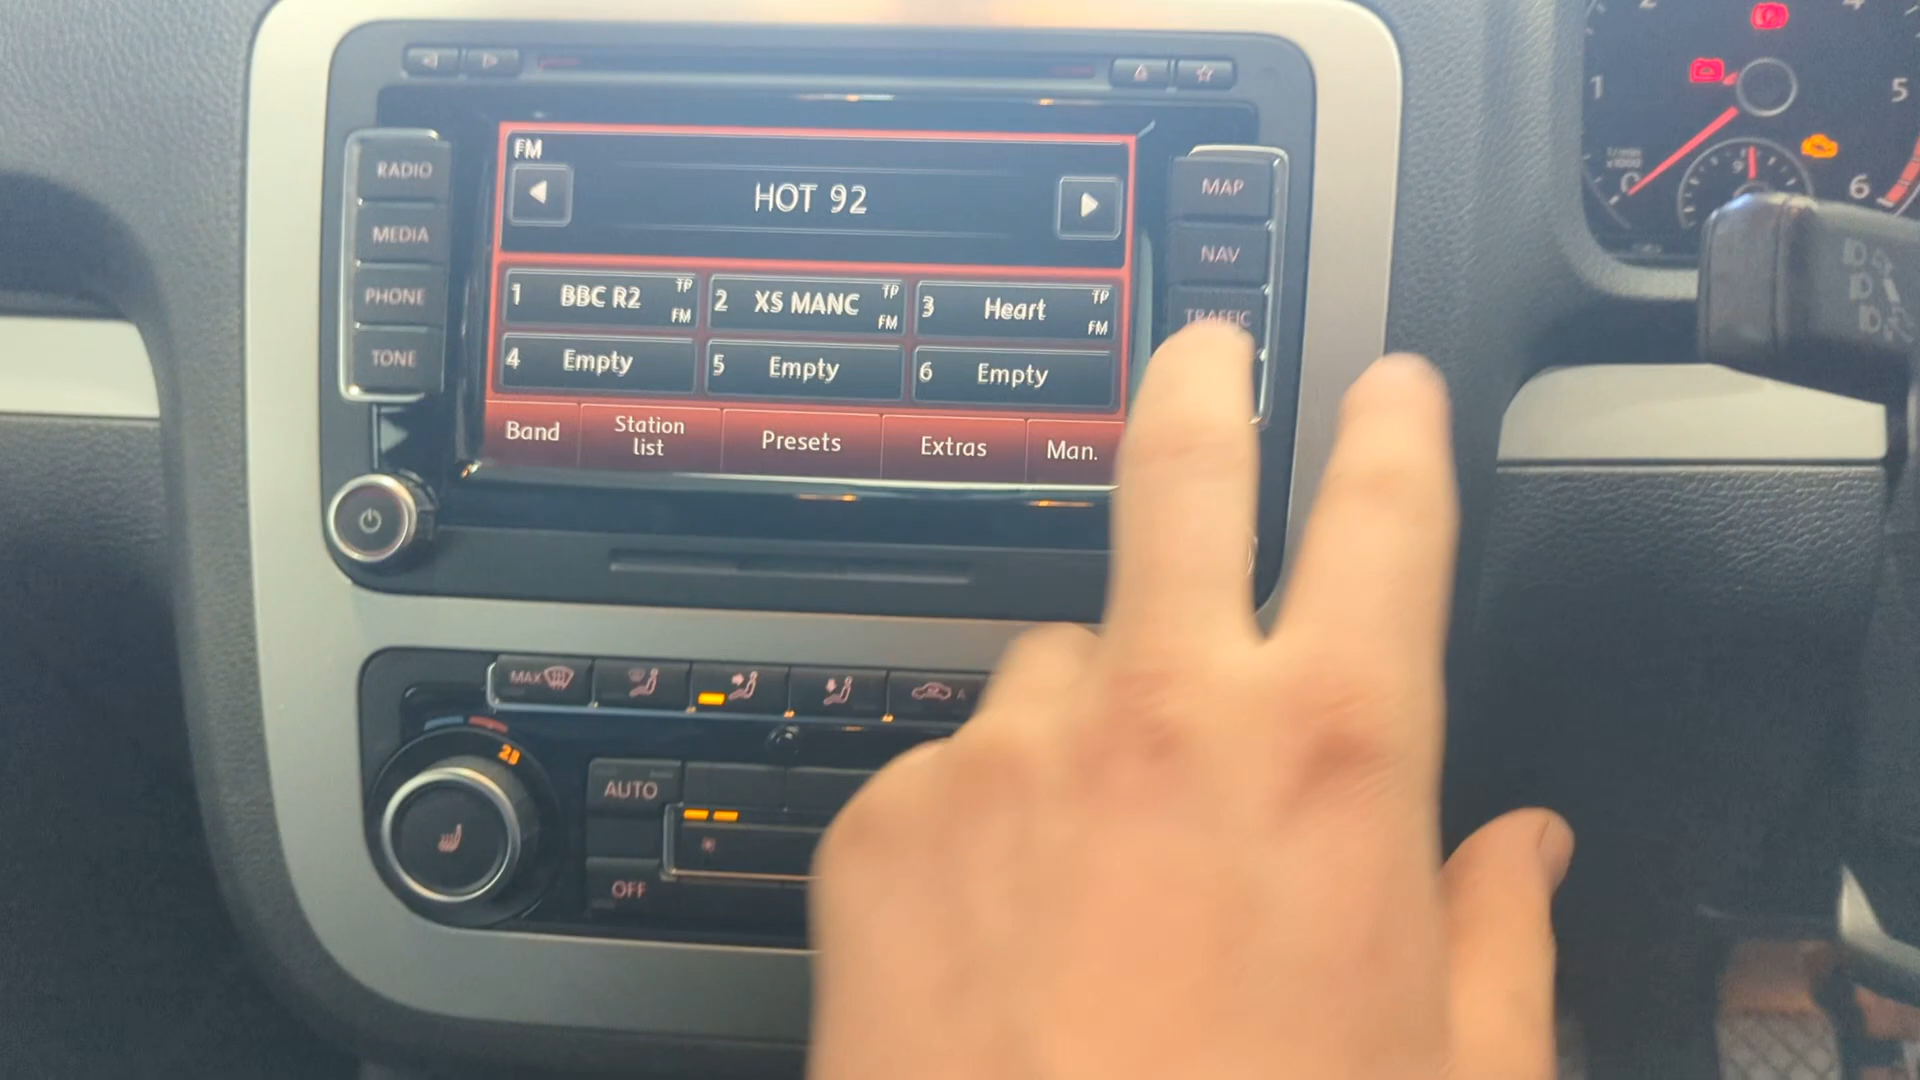 FM
HOT 92
1 BBC R2 TP FM
2 XS MANC TP FM
3 Heart TP FM
4 Empty
5 Empty
6 Empty
Band
Station
list
Presets
Extras
Man.
RADIO
MEDIA
PHONE
TONE
MAP
NAV
TRAFFIC
MAX
A
AUTO
OFF
1
5
6